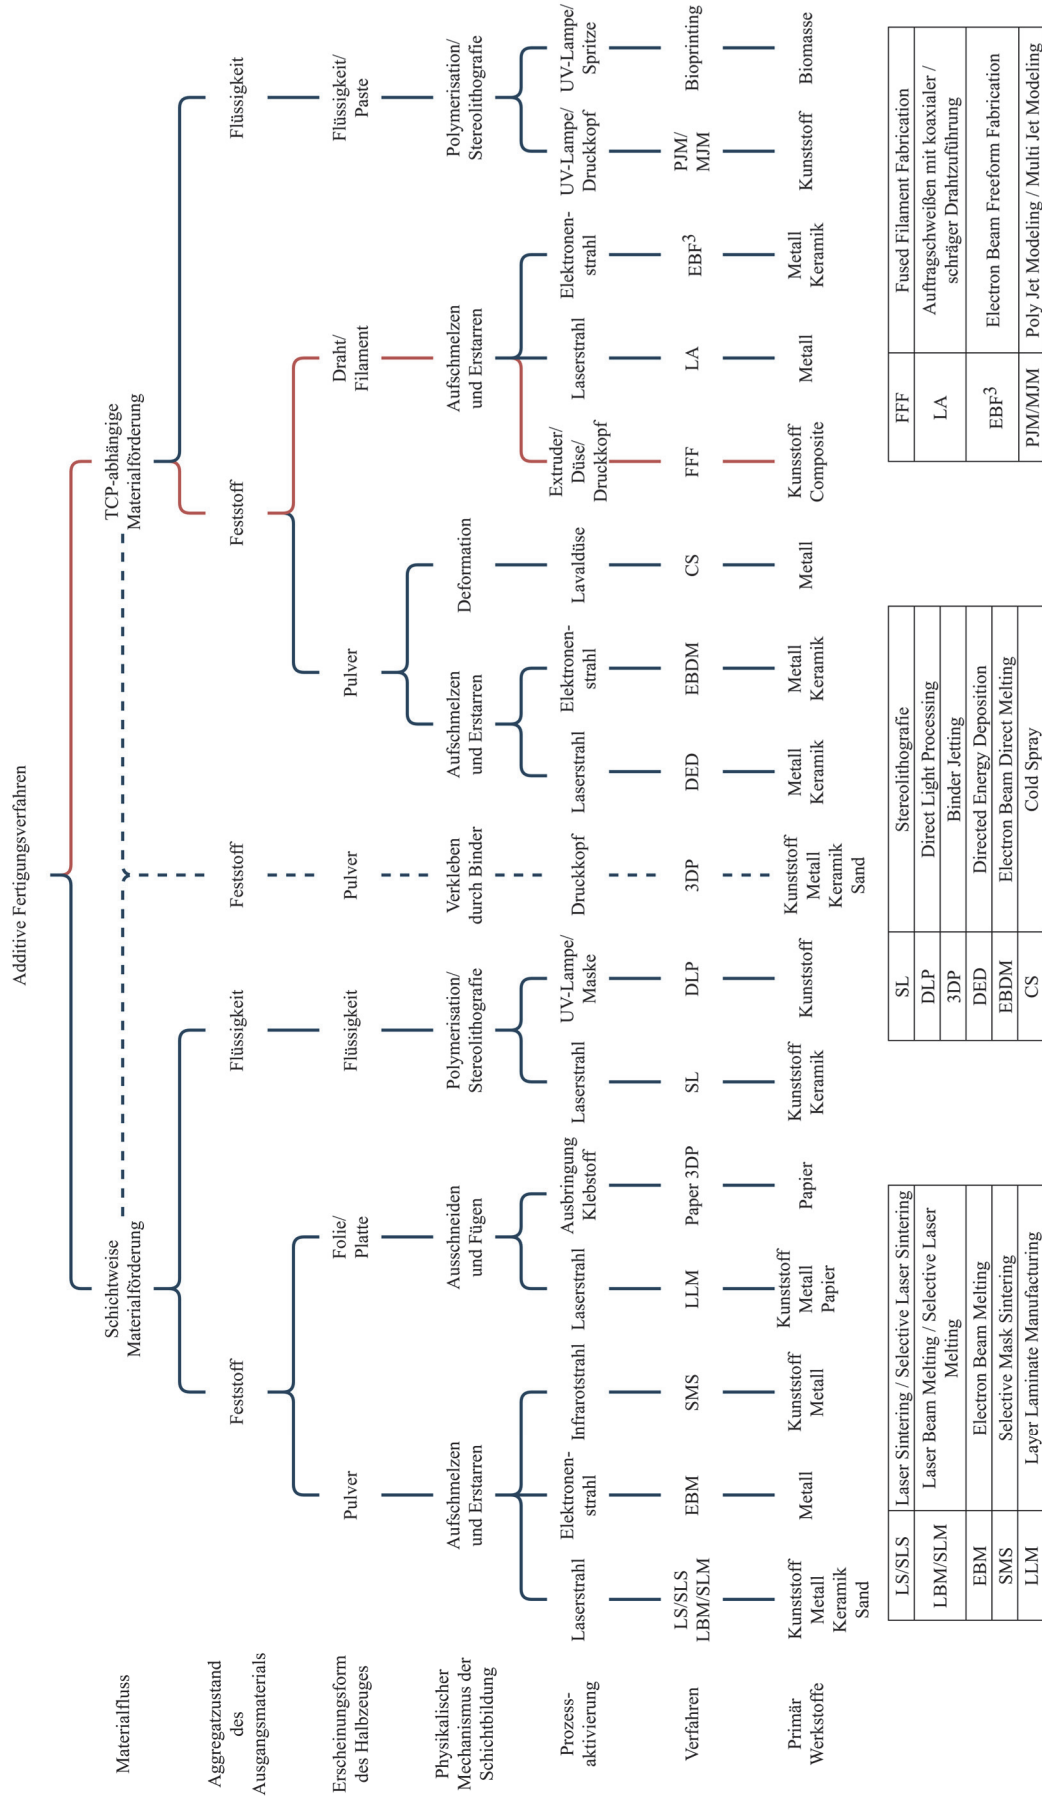 Additive Fertigungsverfahren
Materialfluss
Schichtweise
Materialförderung
TCP-abhängige
Materialförderung
Aggregatzustand
des
Ausgangsmaterials
Feststoff
Flüssigkeit
Feststoff
Feststoff
Flüssigkeit
Erscheinungsform
des Halbzeuges
Pulver
Folie/
Platte
Flüssigkeit
Pulver
Pulver
Draht/
Filament
Flüssigkeit/
Paste
Physikalischer
Mechanismus der
Schichtbildung
Aufschmelzen
und Erstarren
Ausschneiden
und Fügen
Polymerisation/
Stereolithografie
Verkleben
durch Binder
Aufschmelzen
und Erstarren
Deformation
Aufschmelzen
und Erstarren
Polymerisation/
Stereolithografie
Prozess-
aktivierung
Laserstrahl
Elektronen-
strahl
Infrarotstrahl
Laserstrahl
Ausbringung
Klebstoff
Laserstrahl
UV-Lampe/
Maske
Druckkopf
Laserstrahl
Elektronen-
strahl
Lavaldüse
Extruder/
Düse/
Druckkopf
Laserstrahl
Elektronen-
strahl
UV-Lampe/
Druckkopf
UV-Lampe/
Spritze
Verfahren
LS/SLS
LBM/SLM
EBM
SMS
LLM
Paper 3DP
SL
DLP
3DP
DED
EBDM
CS
FFF
LA
EBF³
PJM/
MJM
Bioprinting
Primär
Werkstoffe
Kunststoff
Metall
Keramik
Sand
Metall
Kunststoff
Metall
Kunststoff
Metall
Papier
Papier
Kunststoff
Keramik
Kunststoff
Kunststoff
Metall
Keramik
Sand
Metall
Keramik
Metall
Keramik
Metall
Kunsstoff
Composite
Metall
Metall
Keramik
Kunststoff
Biomasse
LS/SLS Laser Sintering / Selective Laser Sintering
LBM/SLM Laser Beam Melting / Selective Laser
Melting
EBM Electron Beam Melting
SMS Selective Mask Sintering
LLM Layer Laminate Manufacturing
SL Stereolithografie
DLP Direct Light Processing
3DP Binder Jetting
DED Directed Energy Deposition
EBDM Electron Beam Direct Melting
CS Cold Spray
FFF Fused Filament Fabrication
LA Auftragschweißen mit koaxialer /
schräger Drahtzuführung
EBF³ Electron Beam Freeform Fabrication
PJM/MJM Poly Jet Modeling / Multi Jet Modeling